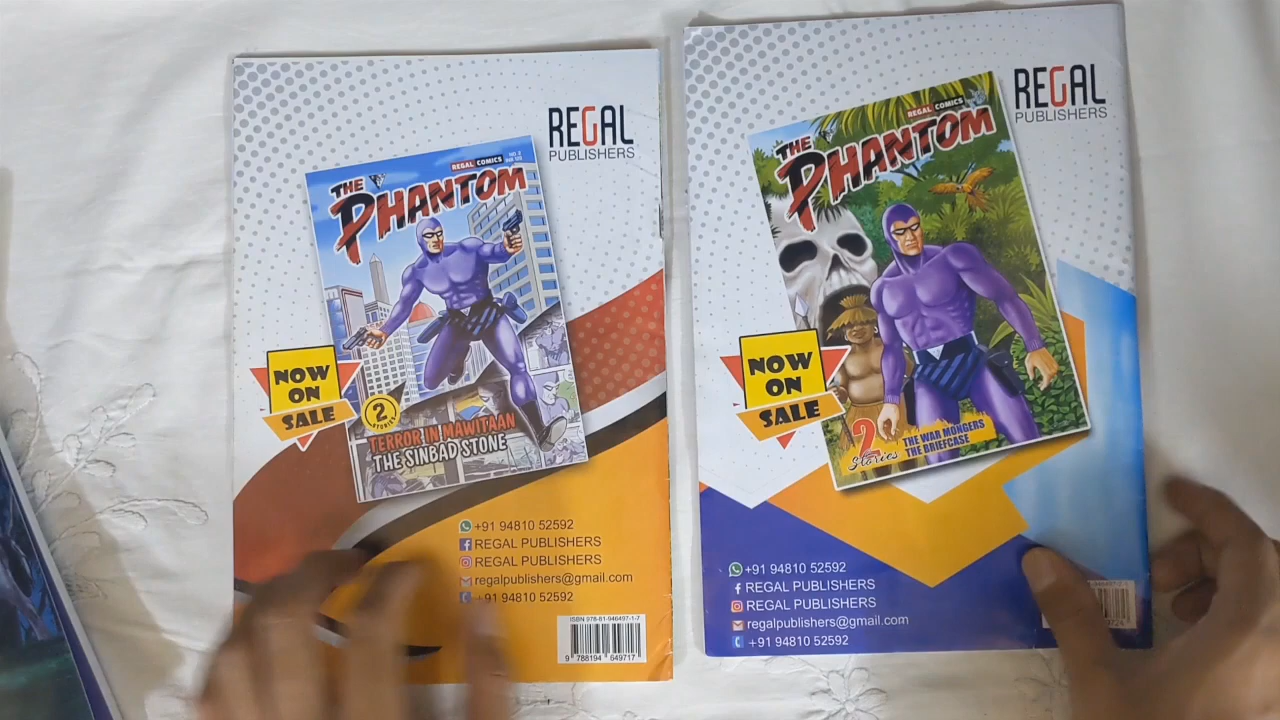 REGAL
PUBLISHERS
REGAL COMICS
THE
PHANTOM
NOW
ON
SALE
2
STORIES
TERROR IN MAWITAAN
THE SINBAD STONE
+91 94810 52592
REGAL PUBLISHERS
REGAL PUBLISHERS
regalpublishers@gmail.com
+91 94810 52592
ISBN 978-81-946497-1-7
9 788194 649717
REGAL
PUBLISHERS
REGAL COMICS
THE
PHANTOM
NOW
ON
SALE
2
Stories
THE WAR MONGERS
THE BRIEFCASE
+91 94810 52592
REGAL PUBLISHERS
REGAL PUBLISHERS
regalpublishers@gmail.com
+91 94810 52592